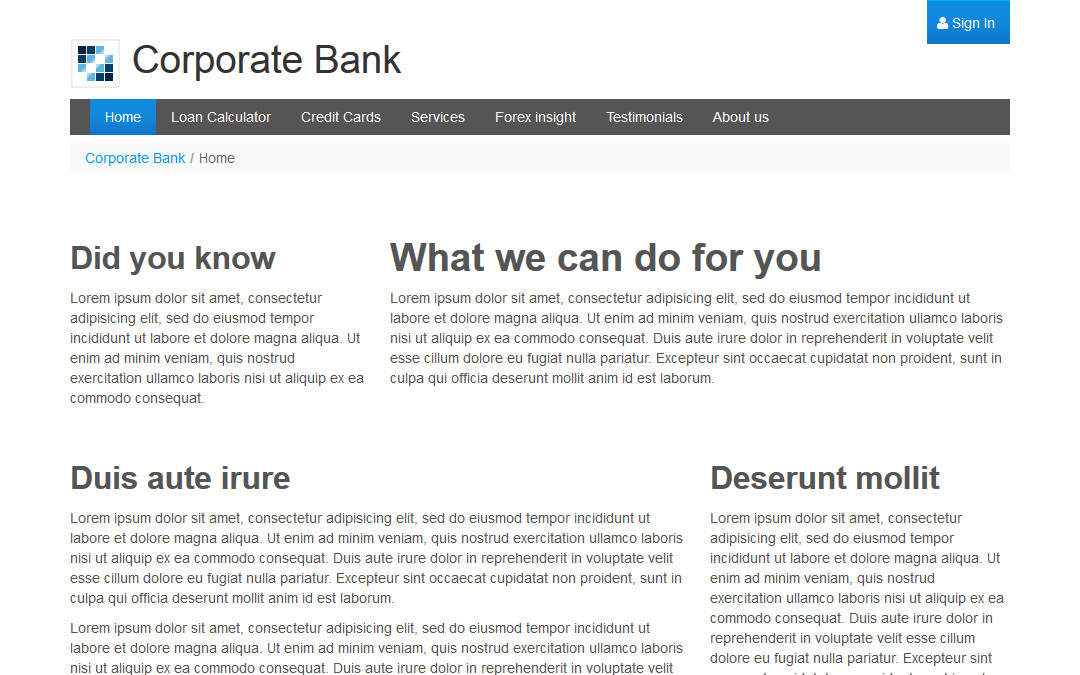 Sign In
Corporate Bank
Home Loan Calculator Credit Cards Services Forex insight Testimonials About us
Corporate Bank / Home
Did you know
Lorem ipsum dolor sit amet, consectetur
adipisicing elit, sed do eiusmod tempor
incididunt ut labore et dolore magna aliqua. Ut
enim ad minim veniam, quis nostrud
exercitation ullamco laboris nisi ut aliquip ex ea
commodo consequat.
What we can do for you
Lorem ipsum dolor sit amet, consectetur adipisicing elit, sed do eiusmod tempor incididunt ut
labore et dolore magna aliqua. Ut enim ad minim veniam, quis nostrud exercitation ullamco laboris
nisi ut aliquip ex ea commodo consequat. Duis aute irure dolor in reprehenderit in voluptate velit
esse cillum dolore eu fugiat nulla pariatur. Excepteur sint occaecat cupidatat non proident, sunt in
culpa qui officia deserunt mollit anim id est laborum.
Duis aute irure
Lorem ipsum dolor sit amet, consectetur adipisicing elit, sed do eiusmod tempor incididunt ut
labore et dolore magna aliqua. Ut enim ad minim veniam, quis nostrud exercitation ullamco laboris
nisi ut aliquip ex ea commodo consequat. Duis aute irure dolor in reprehenderit in voluptate velit
esse cillum dolore eu fugiat nulla pariatur. Excepteur sint occaecat cupidatat non proident, sunt in
culpa qui officia deserunt mollit anim id est laborum.
Lorem ipsum dolor sit amet, consectetur adipisicing elit, sed do eiusmod tempor incididunt ut
labore et dolore magna aliqua. Ut enim ad minim veniam, quis nostrud exercitation ullamco laboris
nisi ut aliquip ex ea commodo consequat. Duis aute irure dolor in reprehenderit in voluptate velit
Deserunt mollit
Lorem ipsum dolor sit amet, consectetur
adipisicing elit, sed do eiusmod tempor
incididunt ut labore et dolore magna aliqua. Ut
enim ad minim veniam, quis nostrud
exercitation ullamco laboris nisi ut aliquip ex ea
commodo consequat. Duis aute irure dolor in
reprehenderit in voluptate velit esse cillum
dolore eu fugiat nulla pariatur. Excepteur sint